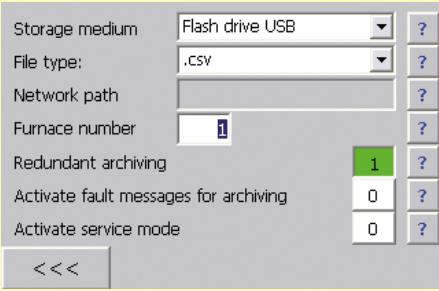 Storage medium Flash drive USB ?
File type: .csv ?
Network path ?
Furnace number 1 ?
Redundant archiving 1 ?
Activate fault messages for archiving 0 ?
Activate service mode 0 ?
<<<